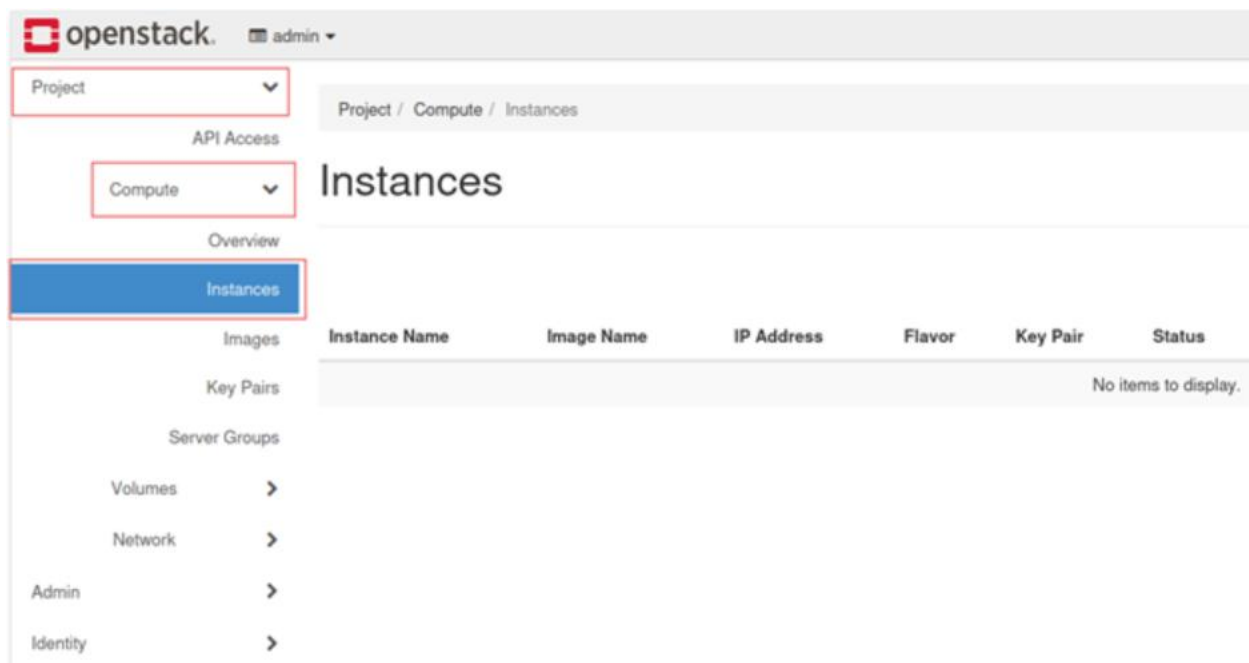 openstack. admin
Project
API Access
Compute
Overview
Instances
Images
Key Pairs
Server Groups
Volumes
Network
Admin
Identity
Project / Compute / Instances
Instances
Instance Name Image Name IP Address Flavor Key Pair Status
No items to display.